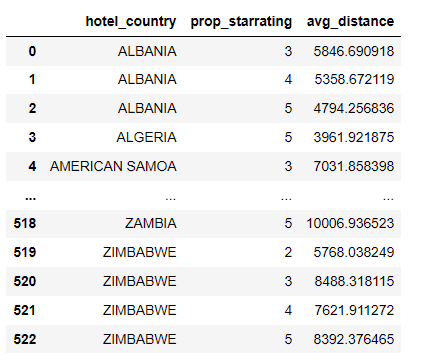 hotel_country prop_starrating avg_distance
0 ALBANIA 3 5846.690918
1 ALBANIA 4 5358.672119
2 ALBANIA 5 4794.256836
3 ALGERIA 5 3961.921875
4 AMERICAN SAMOA 3 7031.858398
... ... ... ...
518 ZAMBIA 5 10006.936523
519 ZIMBABWE 2 5768.038249
520 ZIMBABWE 3 8488.318115
521 ZIMBABWE 4 7621.911272
522 ZIMBABWE 5 8392.376465